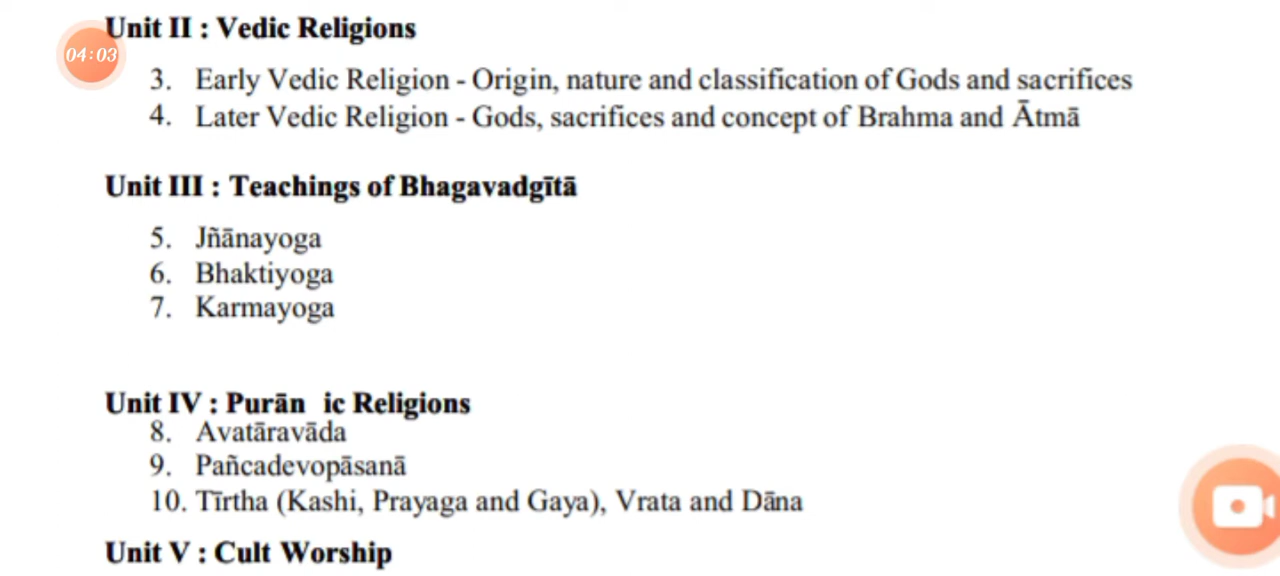 Unit II : Vedic Religions
04:03
3. Early Vedic Religion - Origin, nature and classification of Gods and sacrifices
4. Later Vedic Religion - Gods, sacrifices and concept of Brahma and Ātmā
Unit III : Teachings of Bhagavadgītā
5. Jñānayoga
6. Bhaktiyoga
7. Karmayoga
Unit IV : Purān ic Religions
8. Avatāravāda
9. Pañcadevopāsanā
10. Tīrtha (Kashi, Prayaga and Gaya), Vrata and Dāna
Unit V : Cult Worship